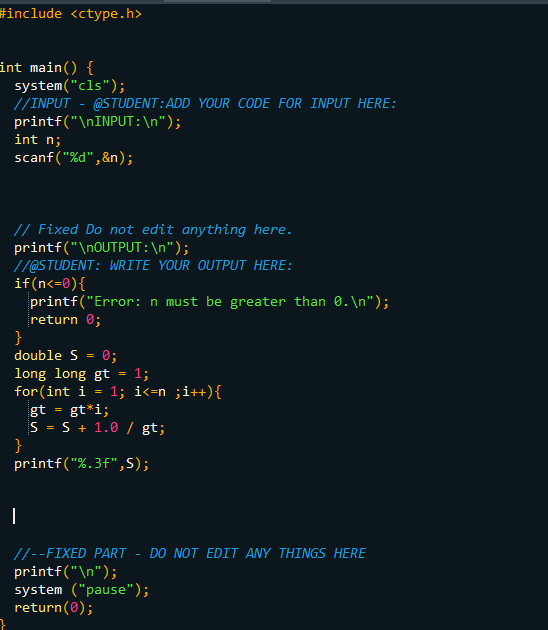 #include <ctype.h>
int main() {
system("cls");
//INPUT - @STUDENT:ADD YOUR CODE FOR INPUT HERE:
printf("\nINPUT:\n");
int n;
scanf("%d",&n);
// Fixed Do not edit anything here.
printf("\nOUTPUT:\n");
//@STUDENT: WRITE YOUR OUTPUT HERE:
if(n<=0){
printf("Error: n must be greater than 0.\n");
return 0;
}
double S = 0;
long long gt = 1;
for(int i = 1; i<=n ;i++){
gt = gt*i;
S = S + 1.0 / gt;
}
printf("%.3f",S);
//--FIXED PART - DO NOT EDIT ANY THINGS HERE
printf("\n");
system ("pause");
return(0);
}